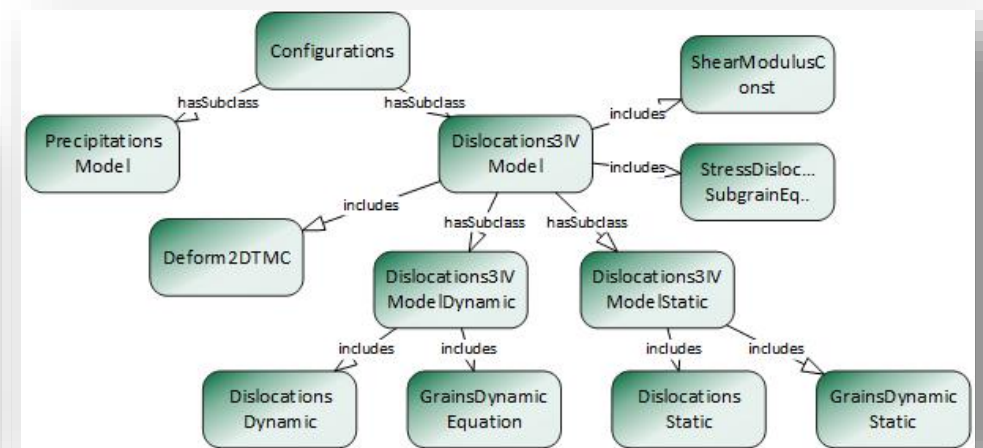 Configurations
ShearModulusC
onst
hasSubclass
hasSubclass
includes
Precipitations
Model
Dislocations3IV
Model
includes
StressDisloc...
SubgrainEq..
includes
hasSubclass
hasSubclass
Deform2DTMC
Dislocations3IV
ModelDynamic
Dislocations3IV
ModelStatic
includes
includes
includes
includes
Dislocations
Dynamic
GrainsDynamic
Equation
Dislocations
Static
GrainsDynamic
Static